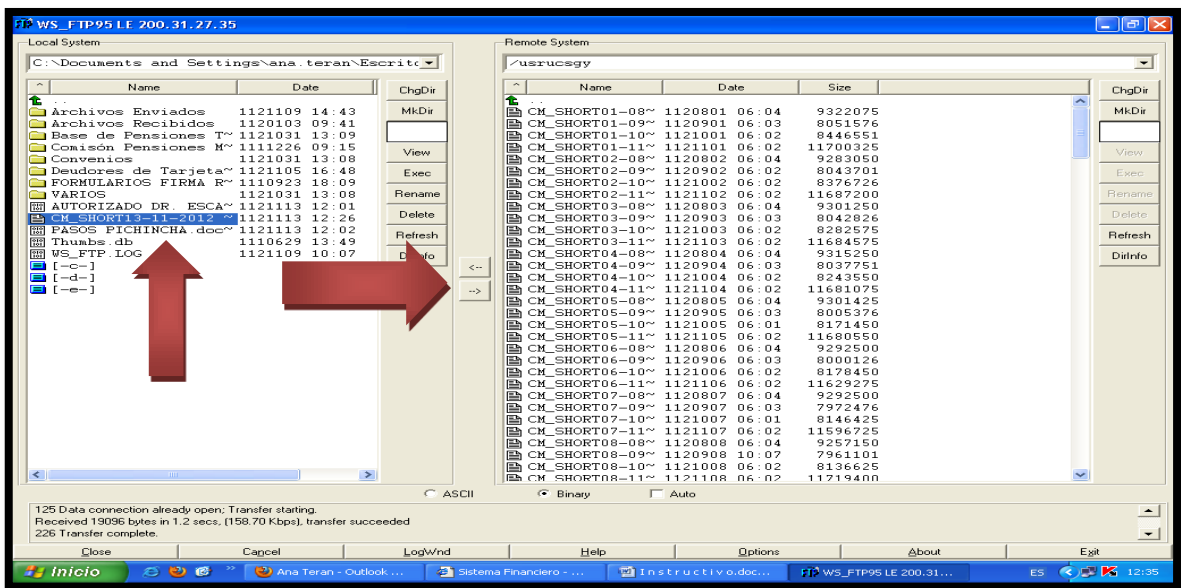 WS_FTP95 LE 200.31.27.35
Local System
C:\Documents and Settings\ana.teran\Escrito
^ Name Date
..
Archivos Enviados 1121109 14:43
Archivos Recibidos 1120103 09:41
Base de Pensiones T~ 1121031 13:09
Comisón Pensiones M~ 1111226 09:15
Convenios 1121031 13:08
Deudores de Tarjeta~ 1121105 16:48
FORMULARIOS FIRMA R~ 1110923 18:09
VARIOS 1121031 13:08
AUTORIZADO DR. ESCA~ 1121113 12:01
CM_SHORT13-11-2012 ~ 1121113 12:26
PASOS PICHINCHA.doc~ 1121113 12:02
Thumbs.db 1110629 13:49
WS_FTP.LOG 1121109 10:07
[-c-]
[-d-]
[-e-]
ChgDir
MkDir
View
Exec
Rename
Delete
Refresh
<--
-->
Remote System
/usrucsgy
^ Name Date Size
..
CM_SHORT01-08~ 1120801 06:04 9322075
CM_SHORT01-09~ 1120901 06:03 8051576
CM_SHORT01-10~ 1121001 06:02 8446551
CM_SHORT01-11~ 1121101 06:02 11700325
CM_SHORT02-08~ 1120802 06:04 9283050
CM_SHORT02-09~ 1120902 06:03 8043701
CM_SHORT02-10~ 1121002 06:02 8376726
CM_SHORT02-11~ 1121102 06:02 11687200
CM_SHORT03-08~ 1120803 06:04 9301250
CM_SHORT03-09~ 1120903 06:03 8042826
CM_SHORT03-10~ 1121003 06:02 8282575
CM_SHORT03-11~ 1121103 06:02 11684575
CM_SHORT04-08~ 1120804 06:04 9315250
CM_SHORT04-09~ 1120904 06:03 8037751
CM_SHORT04-10~ 1121004 06:02 8243550
CM_SHORT04-11~ 1121104 06:02 11681075
CM_SHORT05-08~ 1120805 06:04 9301425
CM_SHORT05-09~ 1120905 06:03 8005376
CM_SHORT05-10~ 1121005 06:01 8171450
CM_SHORT05-11~ 1121105 06:02 11680550
CM_SHORT06-08~ 1120806 06:04 9292500
CM_SHORT06-09~ 1120906 06:03 8000126
CM_SHORT06-10~ 1121006 06:02 8178450
CM_SHORT06-11~ 1121106 06:02 11629275
CM_SHORT07-08~ 1120807 06:04 9292500
CM_SHORT07-09~ 1120907 06:03 7972476
CM_SHORT07-10~ 1121007 06:01 8146425
CM_SHORT07-11~ 1121107 06:02 11596725
CM_SHORT08-08~ 1120808 06:04 9257150
CM_SHORT08-09~ 1120908 10:07 7961101
CM_SHORT08-10~ 1121008 06:02 8136625
CM_SHORT08-11~ 1121108 06:02 11719400
ChgDir
MkDir
View
Exec
Rename
Delete
Refresh
DirInfo
ASCII Binary Auto
125 Data connection already open; Transfer starting.
Received 19096 bytes in 1.2 secs, (158.70 Kbps), transfer succeeded
226 Transfer complete.
Close Cancel LogWnd Help Options About Exit
Inicio Ana Teran - Outlook ... Sistema Financiero - ... Instructivo.doc... WS_FTP95 LE 200.31... ES 12:35